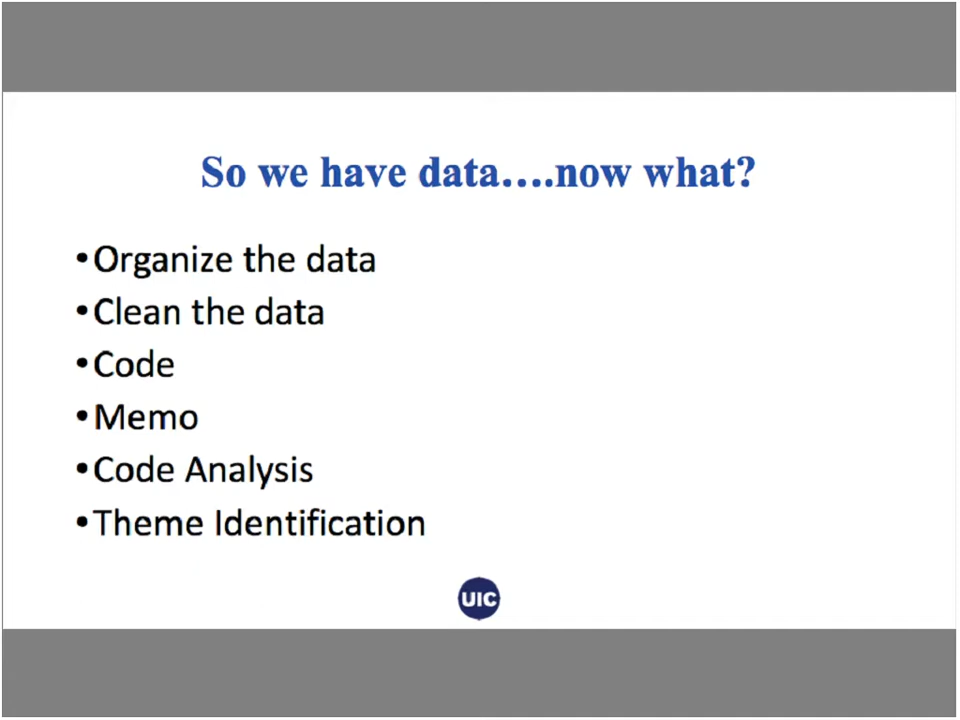 So we have data….now what?
•Organize the data
•Clean the data
•Code
•Memo
•Code Analysis
•Theme Identification
UIC